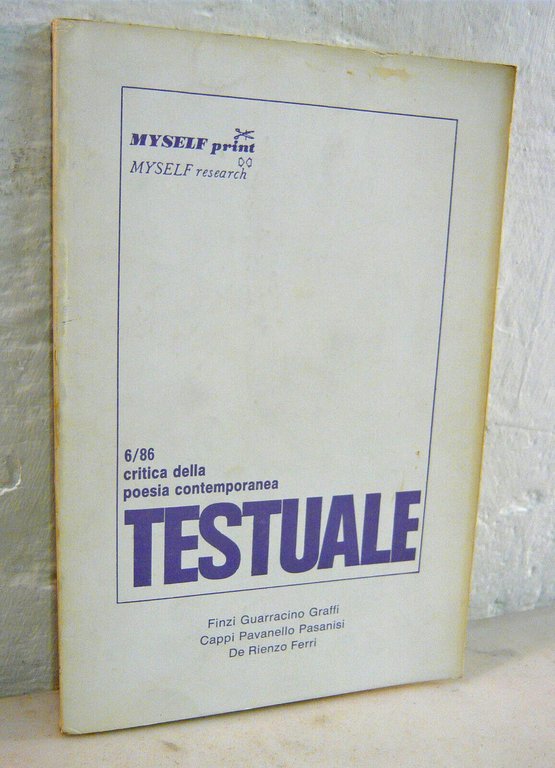 MYSELF print
MYSELF research
6/86
critica della
poesia contemporanea
TESTUALE
Finzi Guarracino Graffi
Cappi Pavanello Pasanisi
De Rienzo Ferri